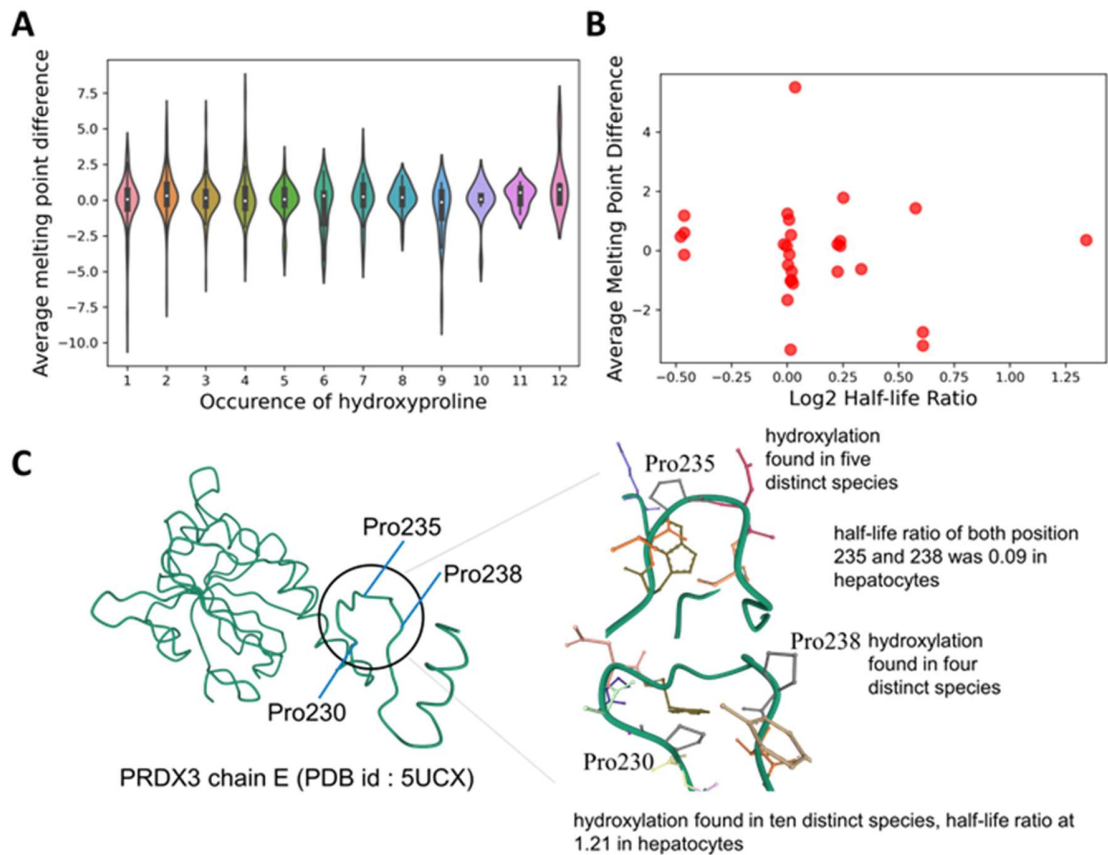 A
Average melting point difference
7.5
5.0
2.5
0.0
−2.5
−5.0
−7.5
−10.0
1 2 3 4 5 6 7 8 9 10 11 12
Occurence of hydroxyproline
B
Average Melting Point Difference
4
2
0
−2
−0.50 −0.25 0.00 0.25 0.50 0.75 1.00 1.25
Log2 Half-life Ratio
C
Pro235
Pro238
Pro230
PRDX3 chain E (PDB id : 5UCX)
Pro235
hydroxylation
found in five
distinct species
half-life ratio of both position
235 and 238 was 0.09 in
hepatocytes
Pro238
hydroxylation
found in four
distinct species
Pro230
hydroxylation found in ten distinct species, half-life ratio at
1.21 in hepatocytes